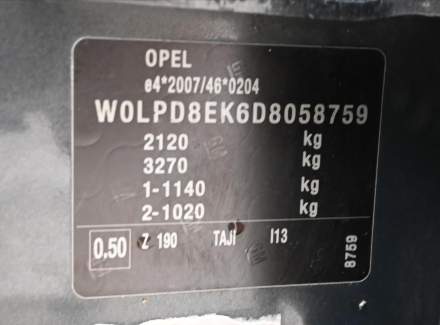 OPEL
e4*2007/46*0204
W0LPD8EK6D8058759
2120 kg
3270 kg
1-1140 kg
2-1020 kg
0.50 Z 190 TAJI I13
8759